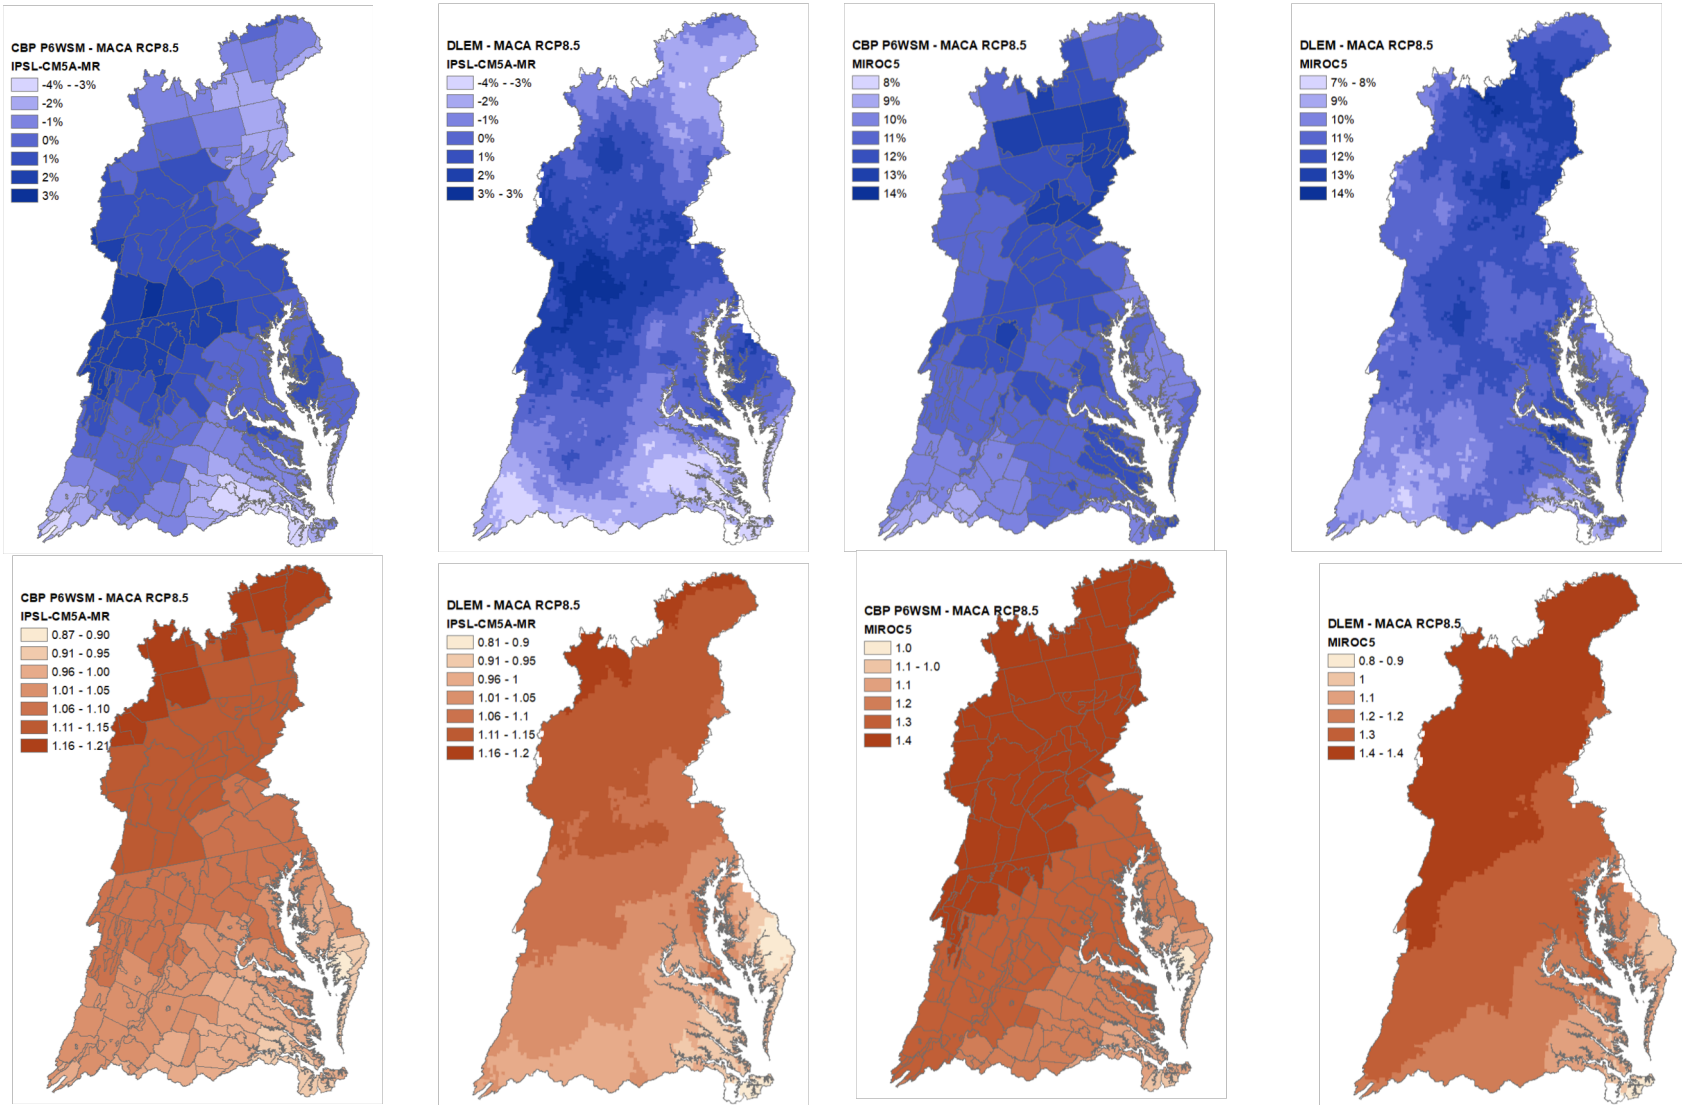 CBP P6WSM - MACA RCP8.5
IPSL-CM5A-MR
-4% - -3%
-2%
-1%
0%
1%
2%
3%
DLEM - MACA RCP8.5
IPSL-CM5A-MR
-4% - -3%
-2%
-1%
0%
1%
2%
3% - 3%
CBP P6WSM - MACA RCP8.5
MIROC5
8%
9%
10%
11%
12%
13%
14%
DLEM - MACA RCP8.5
MIROC5
7% - 8%
9%
10%
11%
12%
13%
14%
CBP P6WSM - MACA RCP8.5
IPSL-CM5A-MR
0.87 - 0.90
0.91 - 0.95
0.96 - 1.00
1.01 - 1.05
1.06 - 1.10
1.11 - 1.15
1.16 - 1.21
DLEM - MACA RCP8.5
IPSL-CM5A-MR
0.81 - 0.9
0.91 - 0.95
0.96 - 1
1.01 - 1.05
1.06 - 1.1
1.11 - 1.15
1.16 - 1.2
CBP P6WSM - MACA RCP8.5
MIROC5
1.0
1.1 - 1.0
1.1
1.2
1.3
1.4
DLEM - MACA RCP8.5
MIROC5
0.8 - 0.9
1
1.1
1.2 - 1.2
1.3
1.4 - 1.4